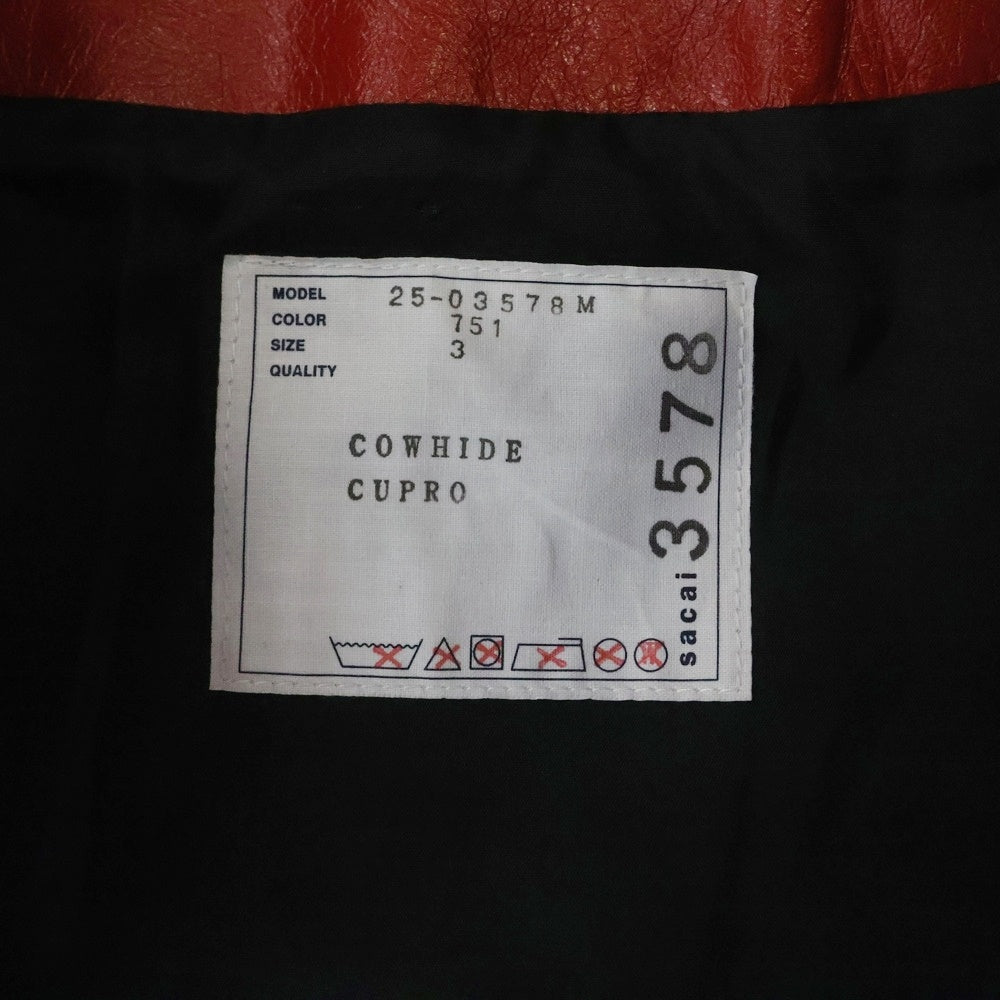 MODEL 25-03578M
COLOR 751
SIZE 3
QUALITY
COWHIDE
CUPRO
sacai 3578